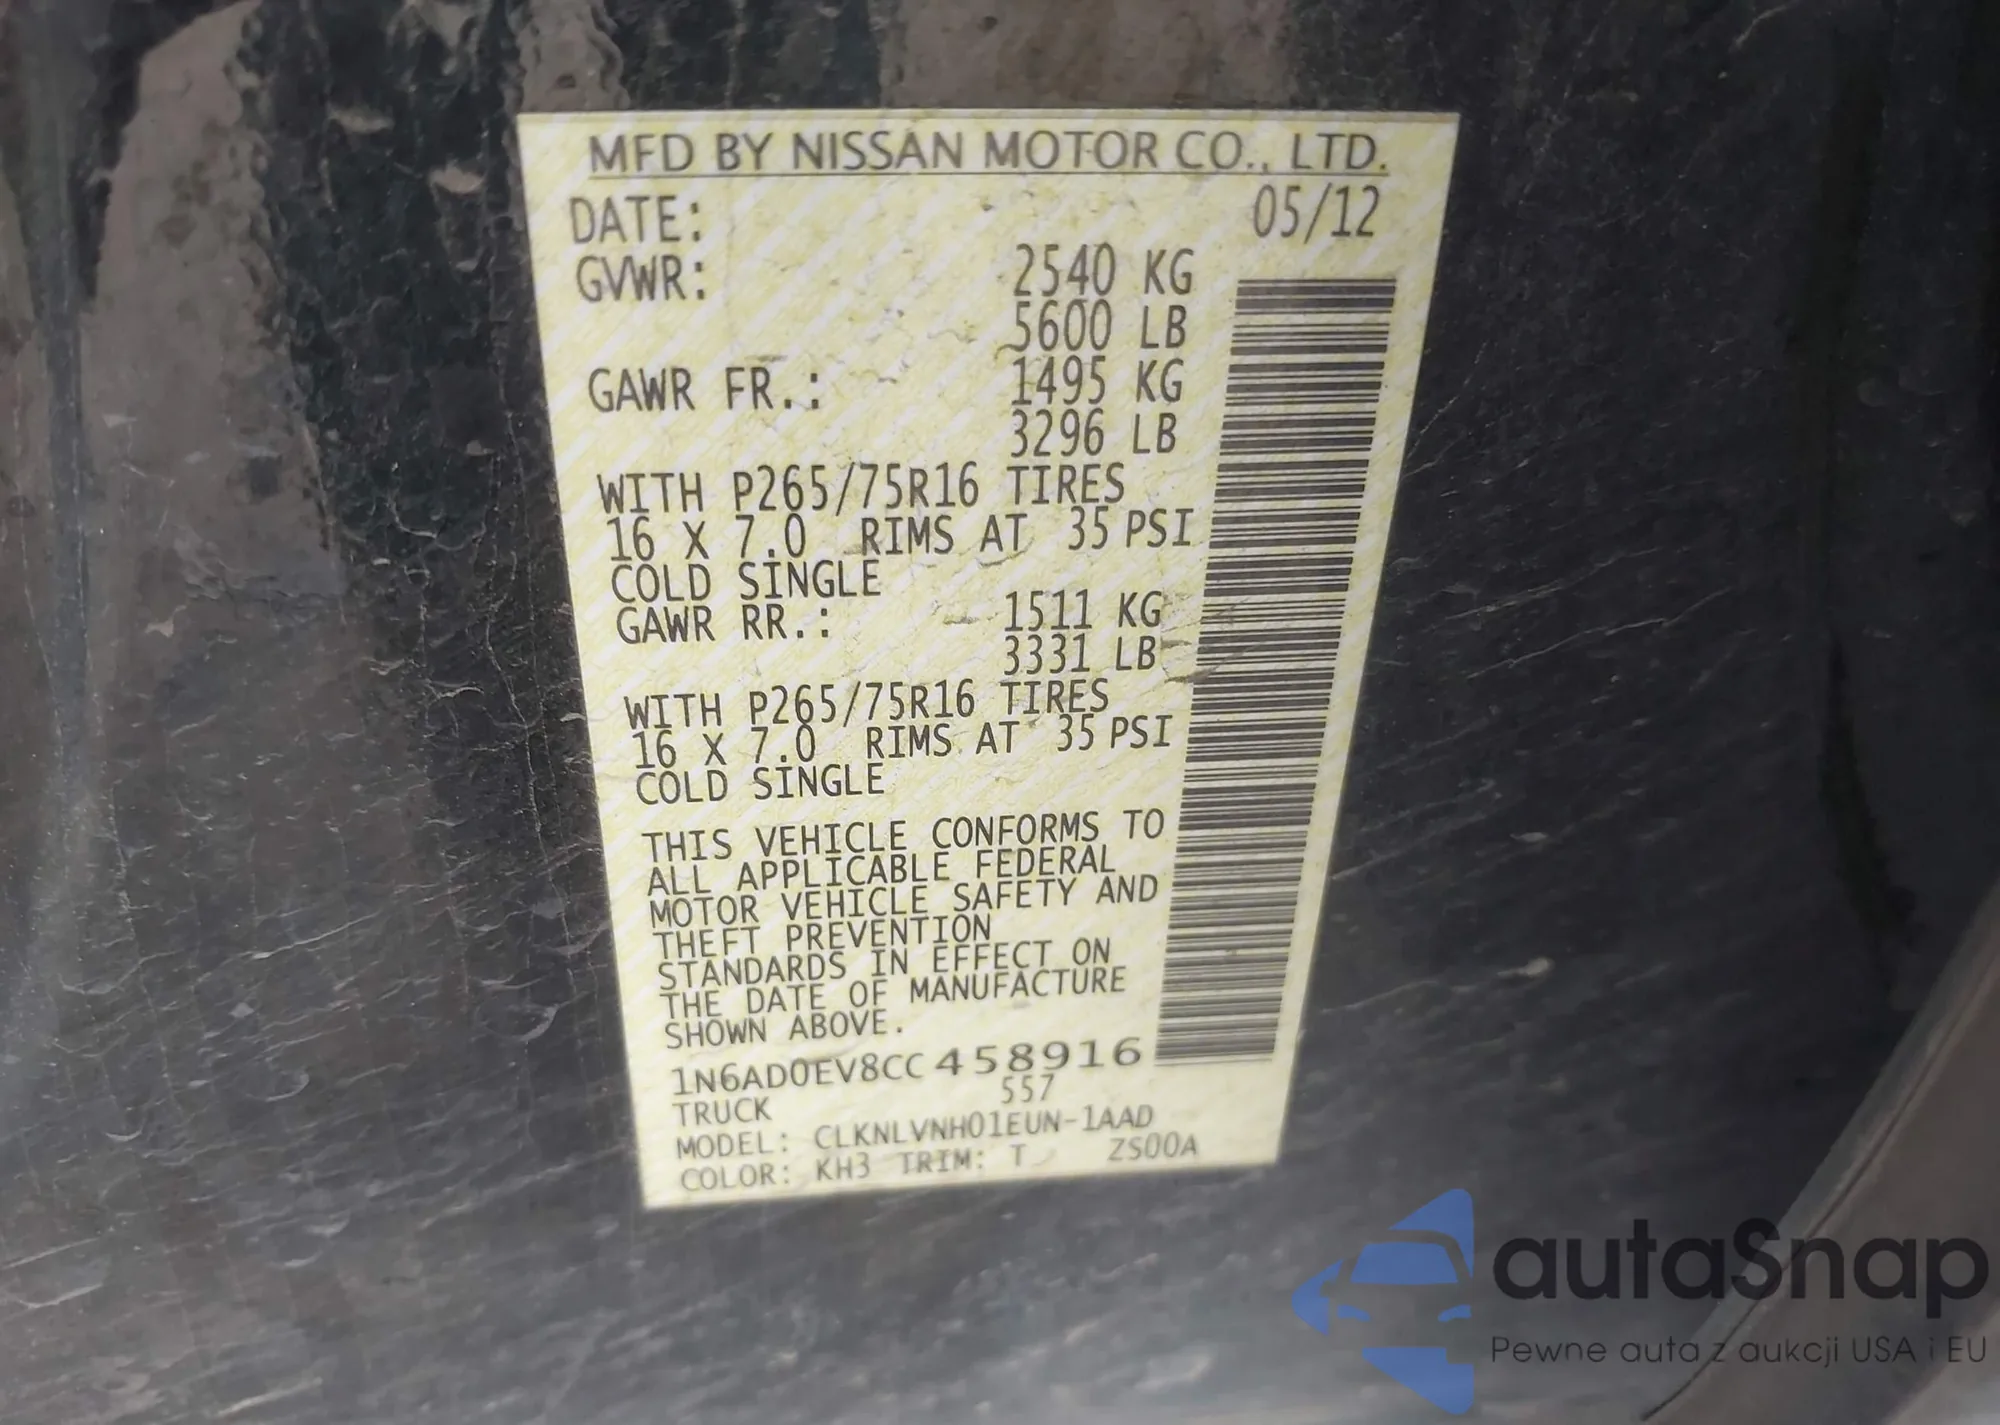 MFD BY NISSAN MOTOR CO., LTD.
DATE: 05/12
GVWR: 2540 KG
5600 LB
GAWR FR.: 1495 KG
3296 LB
WITH P265/75R16 TIRES
16 X 7.0 RIMS AT 35 PSI
COLD SINGLE
GAWR RR.: 1511 KG
3331 LB
WITH P265/75R16 TIRES
16 X 7.0 RIMS AT 35 PSI
COLD SINGLE
THIS VEHICLE CONFORMS TO
ALL APPLICABLE FEDERAL
MOTOR VEHICLE SAFETY AND
THEFT PREVENTION
STANDARDS IN EFFECT ON
THE DATE OF MANUFACTURE
SHOWN ABOVE.
1N6AD0EV8CC458916
TRUCK 557
MODEL: CLKNLVNH01EUN-1AAD
COLOR: KH3 TRIM: T ZS00A
autaSnap
Pewne auta z aukcji USA i EU